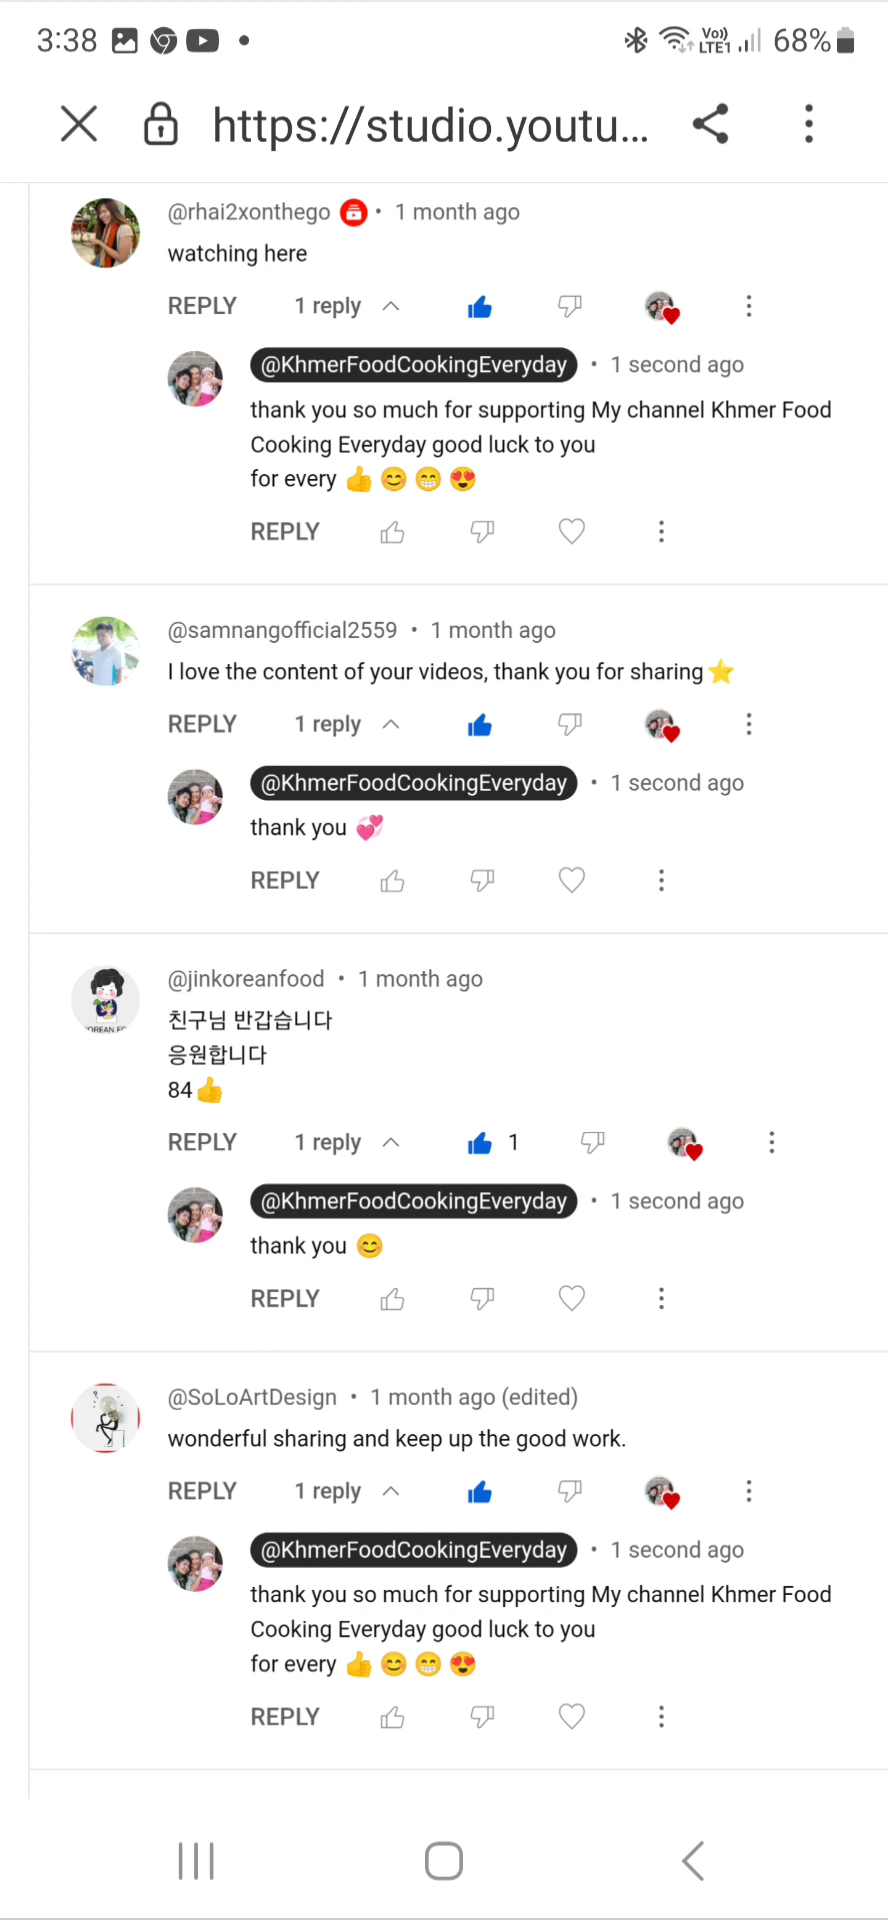 3:38
Vo))
LTE1
68%
https://studio.youtu...
@rhai2xonthego • 1 month ago
watching here
REPLY 1 reply
@KhmerFoodCookingEveryday • 1 second ago
thank you so much for supporting My channel Khmer Food
Cooking Everyday good luck to you
for every 👍 😊 😁 😍
REPLY
@samnangofficial2559 • 1 month ago
I love the content of your videos, thank you for sharing⭐
REPLY 1 reply
@KhmerFoodCookingEveryday • 1 second ago
thank you 💞
REPLY
@jinkoreanfood • 1 month ago
친구님 반갑습니다
응원합니다
84👍
REPLY 1 reply 1
@KhmerFoodCookingEveryday • 1 second ago
thank you 😊
REPLY
@SoLoArtDesign • 1 month ago (edited)
wonderful sharing and keep up the good work.
REPLY 1 reply
@KhmerFoodCookingEveryday • 1 second ago
thank you so much for supporting My channel Khmer Food
Cooking Everyday good luck to you
for every 👍 😊 😁 😍
REPLY